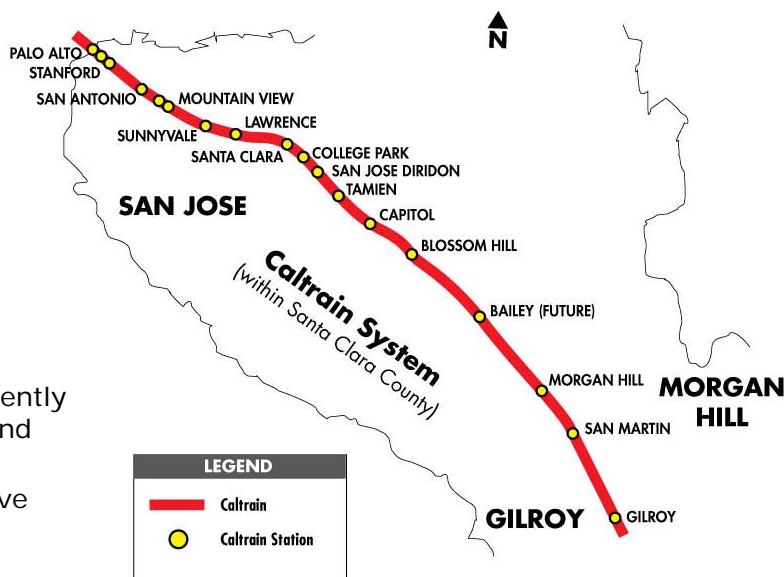 N
PALO ALTO
STANFORD
SAN ANTONIO
MOUNTAIN VIEW
SUNNYVALE
LAWRENCE
SANTA CLARA
COLLEGE PARK
SAN JOSE DIRIDON
TAMIEN
SAN JOSE
CAPITOL
BLOSSOM HILL
Caltrain System
(within Santa Clara County)
BAILEY (FUTURE)
MORGAN HILL
MORGAN
HILL
SAN MARTIN
ently
nd
ve
LEGEND
Caltrain
Caltrain Station
GILROY
GILROY